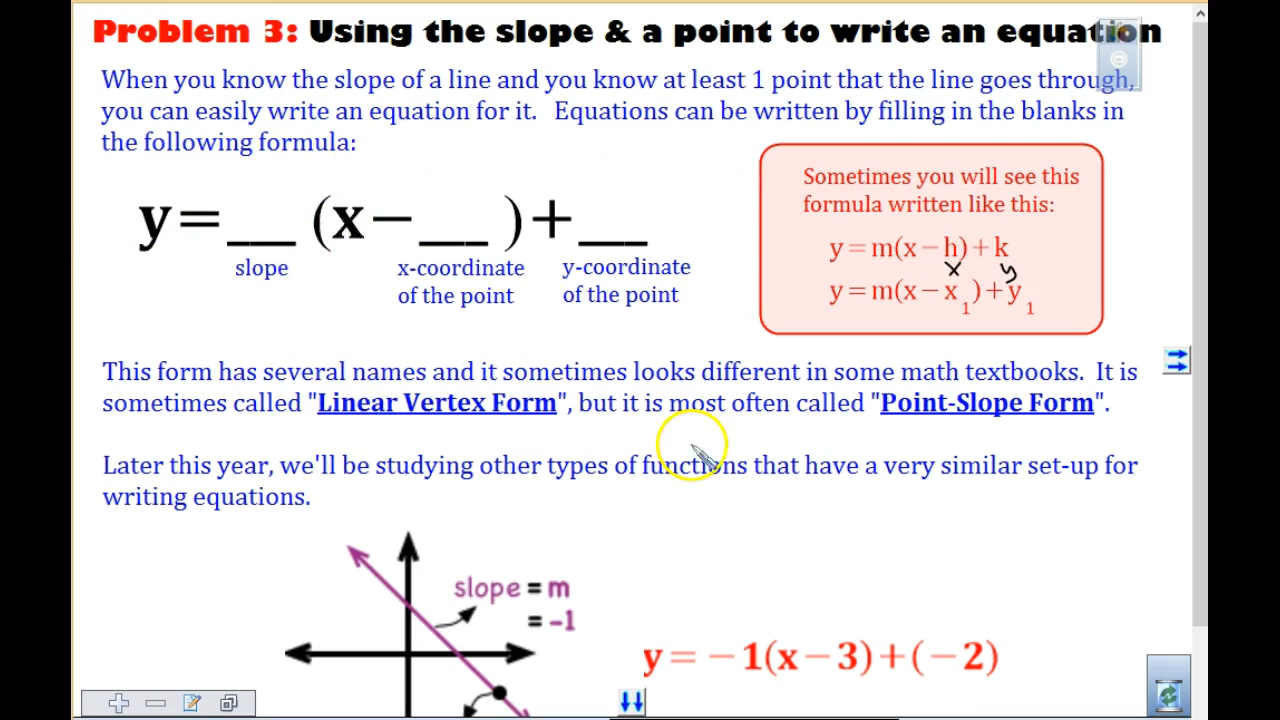 Problem 3: Using the slope & a point to write an equation
When you know the slope of a line and you know at least 1 point that the line goes through,
you can easily write an equation for it. Equations can be written by filling in the blanks in
the following formula:
y=__ (x−__ )+__
slope
x-coordinate
of the point
y-coordinate
of the point
Sometimes you will see this
formula written like this:
y=m(x−h)+k
x y
y=m(x−x₁)+y₁
This form has several names and it sometimes looks different in some math textbooks. It is
sometimes called "Linear Vertex Form", but it is most often called "Point-Slope Form".
Later this year, we'll be studying other types of functions that have a very similar set-up for
writing equations.
slope = m
= -1
y=−1(x−3)+(−2)